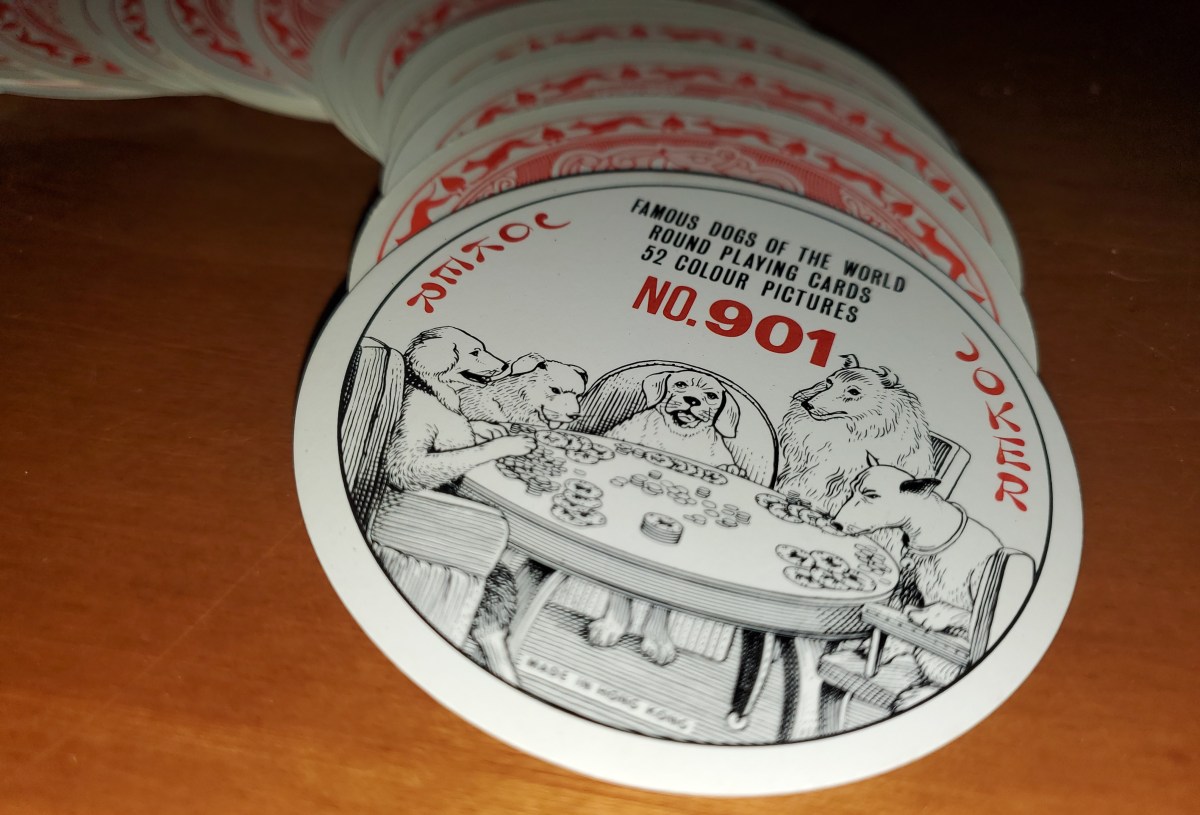 JOKER
FAMOUS DOGS OF THE WORLD
ROUND PLAYING CARDS
52 COLOUR PICTURES
NO.901
JOKER
MADE IN HONG KONG